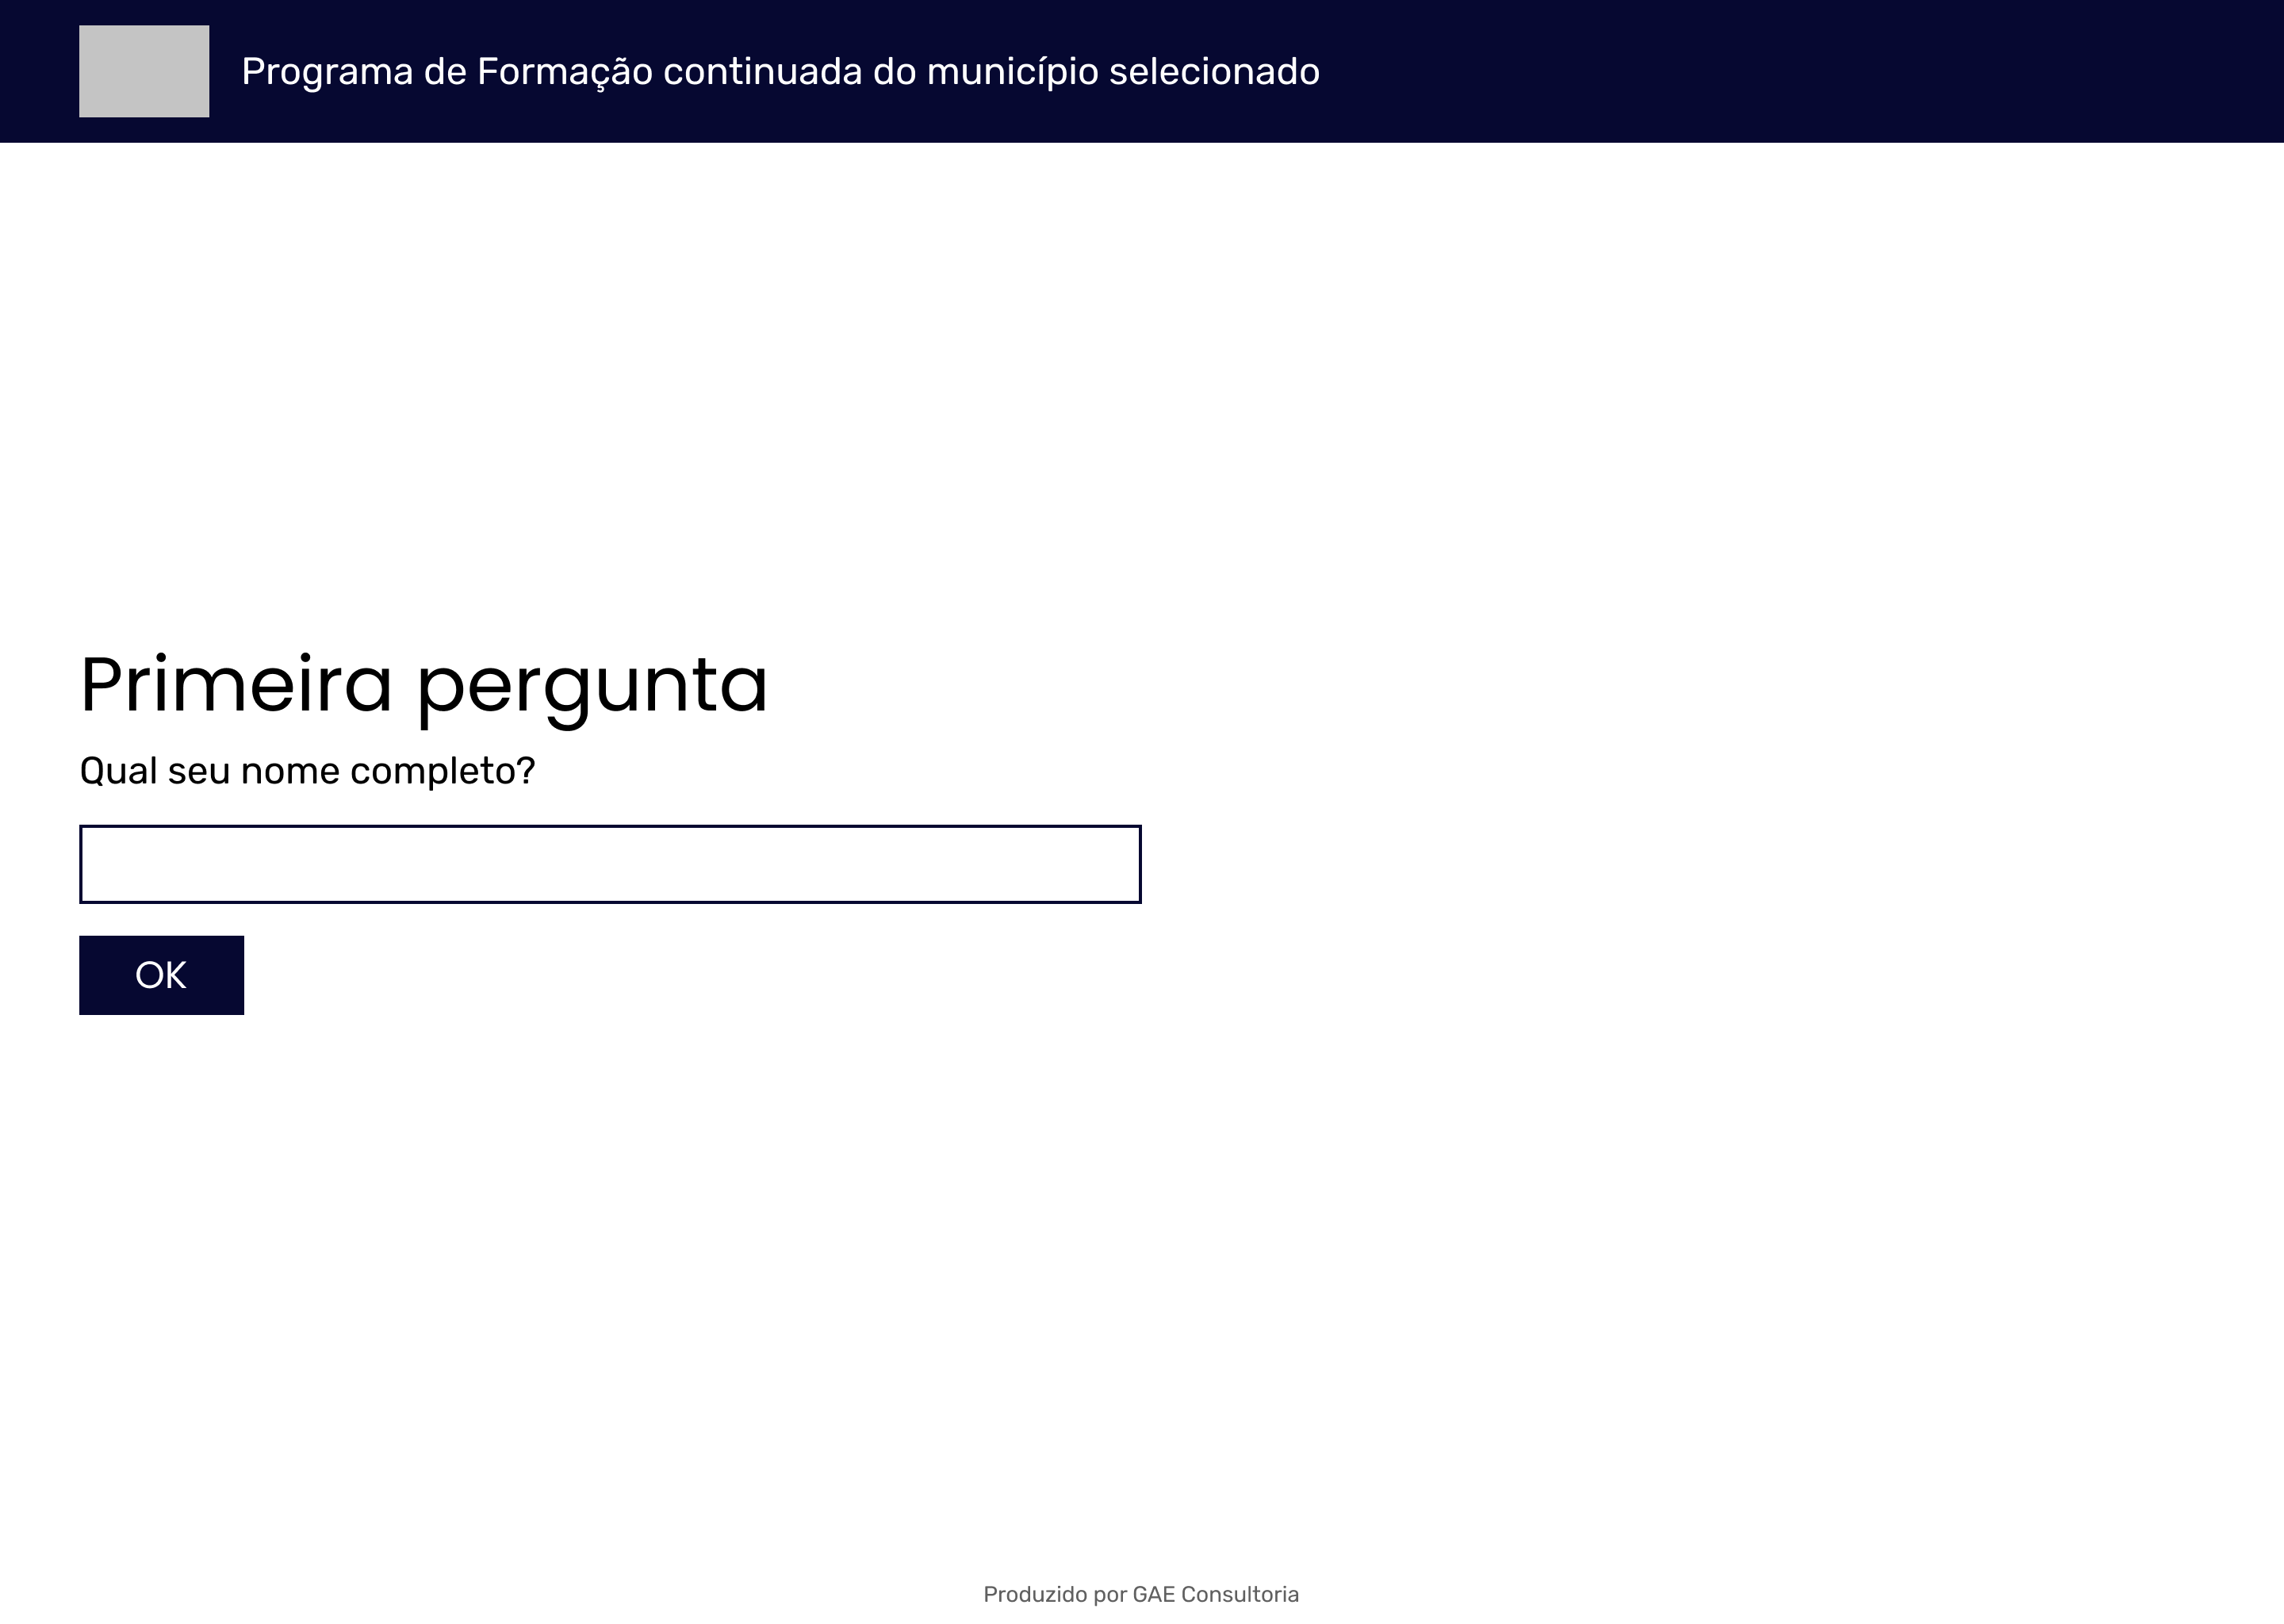 Programa de Formação continuada do município selecionado
Primeira pergunta
Qual seu nome completo?
OK
Produzido por GAE Consultoria